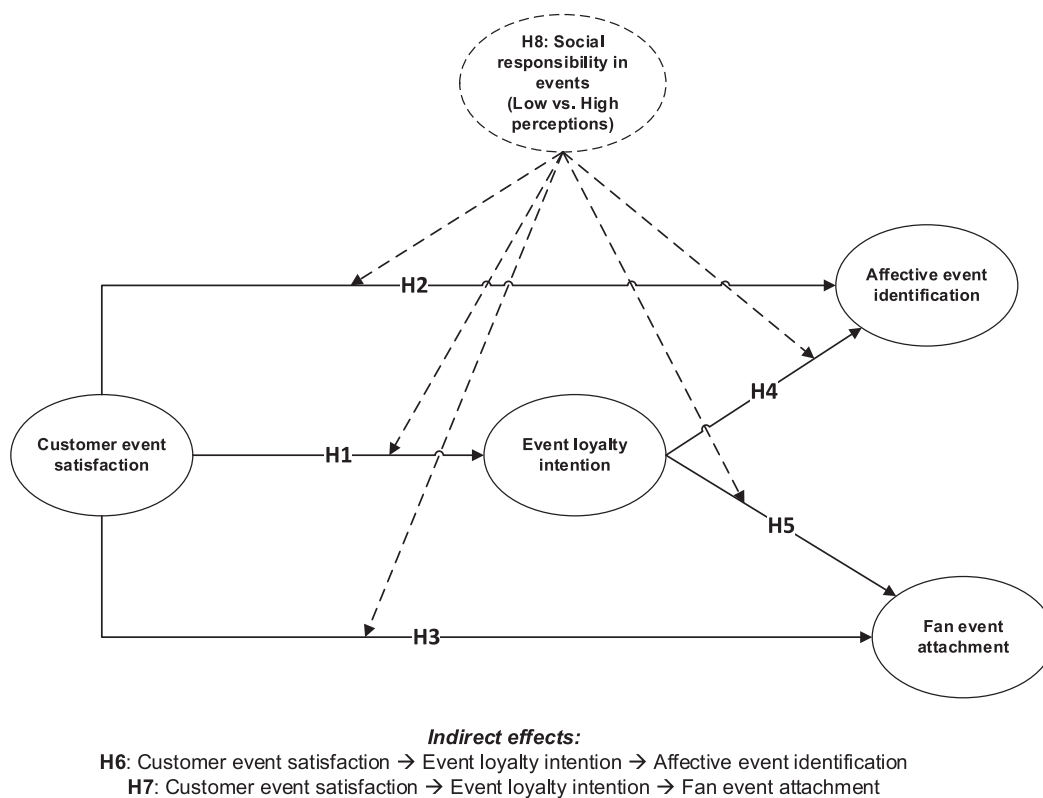 H8: Social
responsibility in
events
(Low vs. High
perceptions)
H2
Affective event
identification
H4
Customer event
satisfaction
H1
Event loyalty
intention
H5
H3
Fan event
attachment
Indirect effects:
H6: Customer event satisfaction → Event loyalty intention → Affective event identification
H7: Customer event satisfaction → Event loyalty intention → Fan event attachment